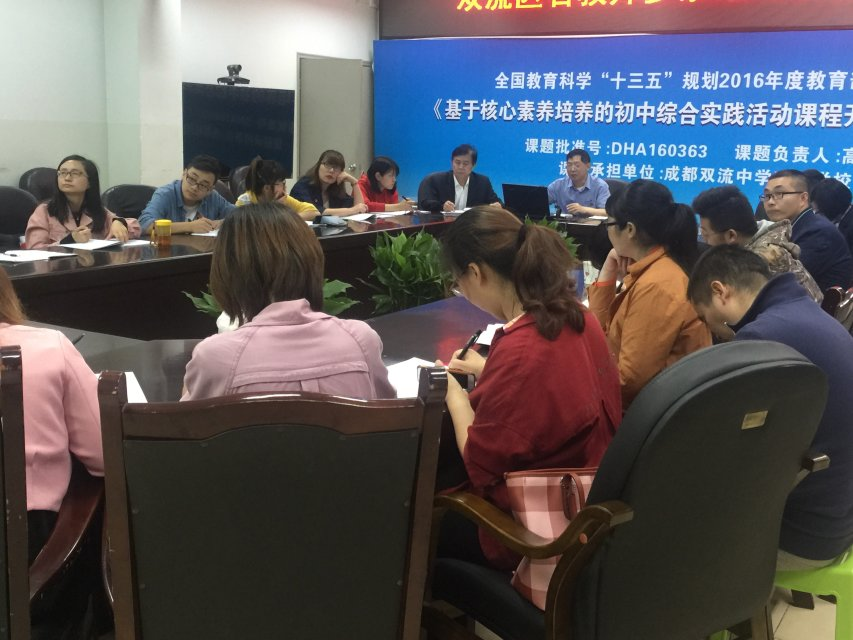 全国教育科学“十三五”规划2016年度教育
《基于核心素养培养的初中综合实践活动课程
课题批准号:DHA160363 课题负责人:高
承担单位:成都双流中学